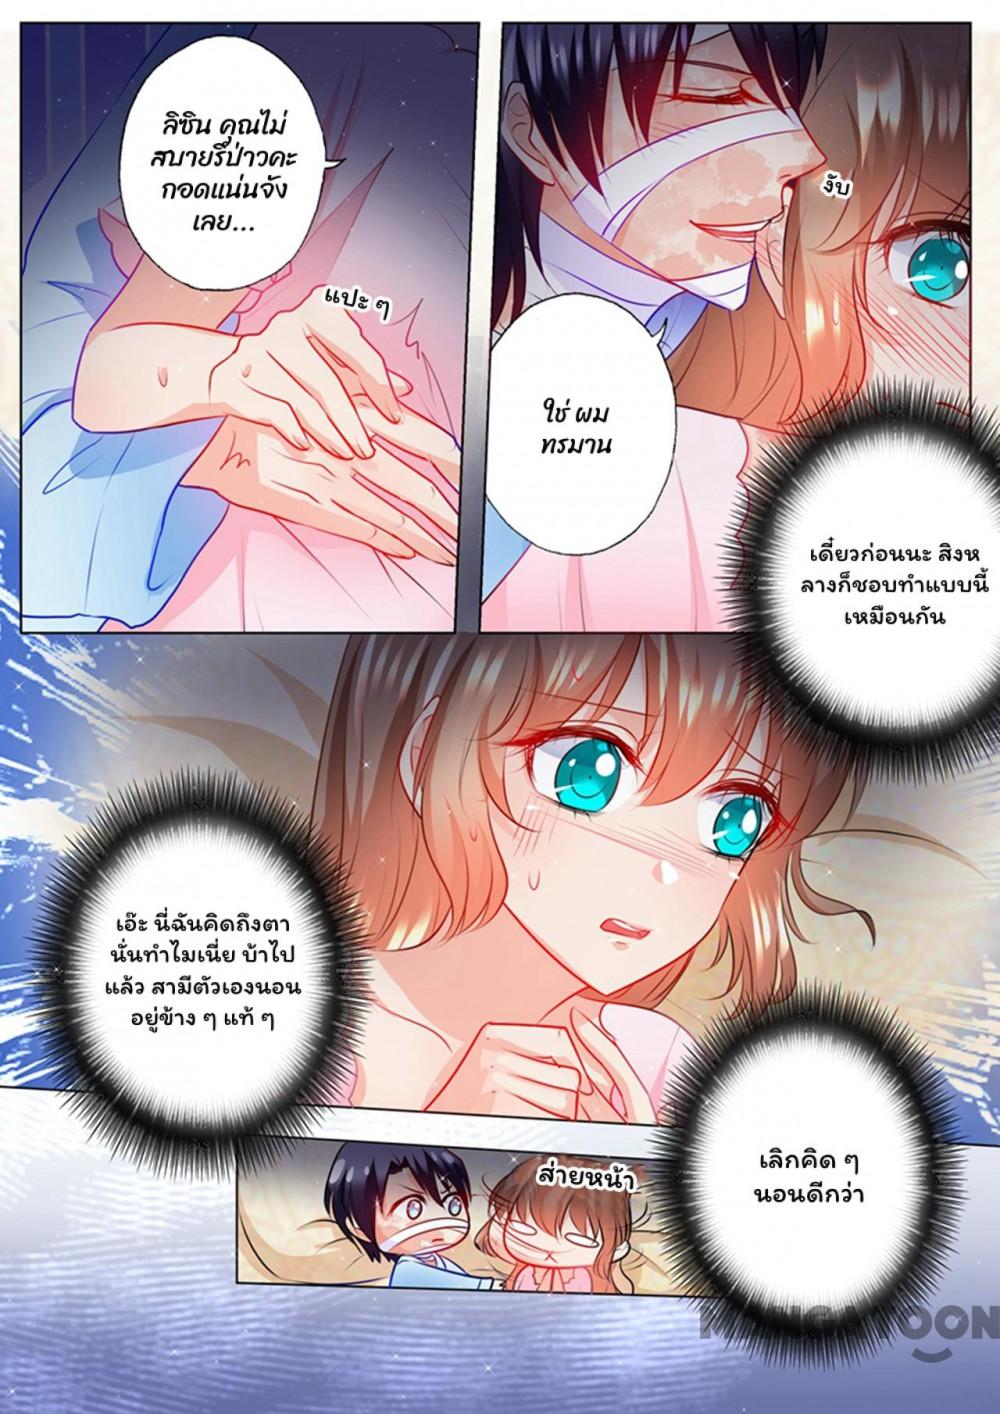 ลิซิน คุณไม่
สบายรึป่าวคะ
กอดแน่นจัง
เลย...
แปะ ๆ
งับ
ใช่ ผม
ทรมาน
เดี๋ยวก่อนนะ สิงห
ลางก็ชอบทำแบบนี้
เหมือนกัน
เอ๊ะ นี่ฉันคิดถึงตา
นั่นทำไมเนี่ย บ้าไป
แล้ว สามีตัวเองนอน
อยู่ข้าง ๆ แท้ ๆ
ส่ายหน้า
เลิกคิด ๆ
นอนดีกว่า
MANGATOON